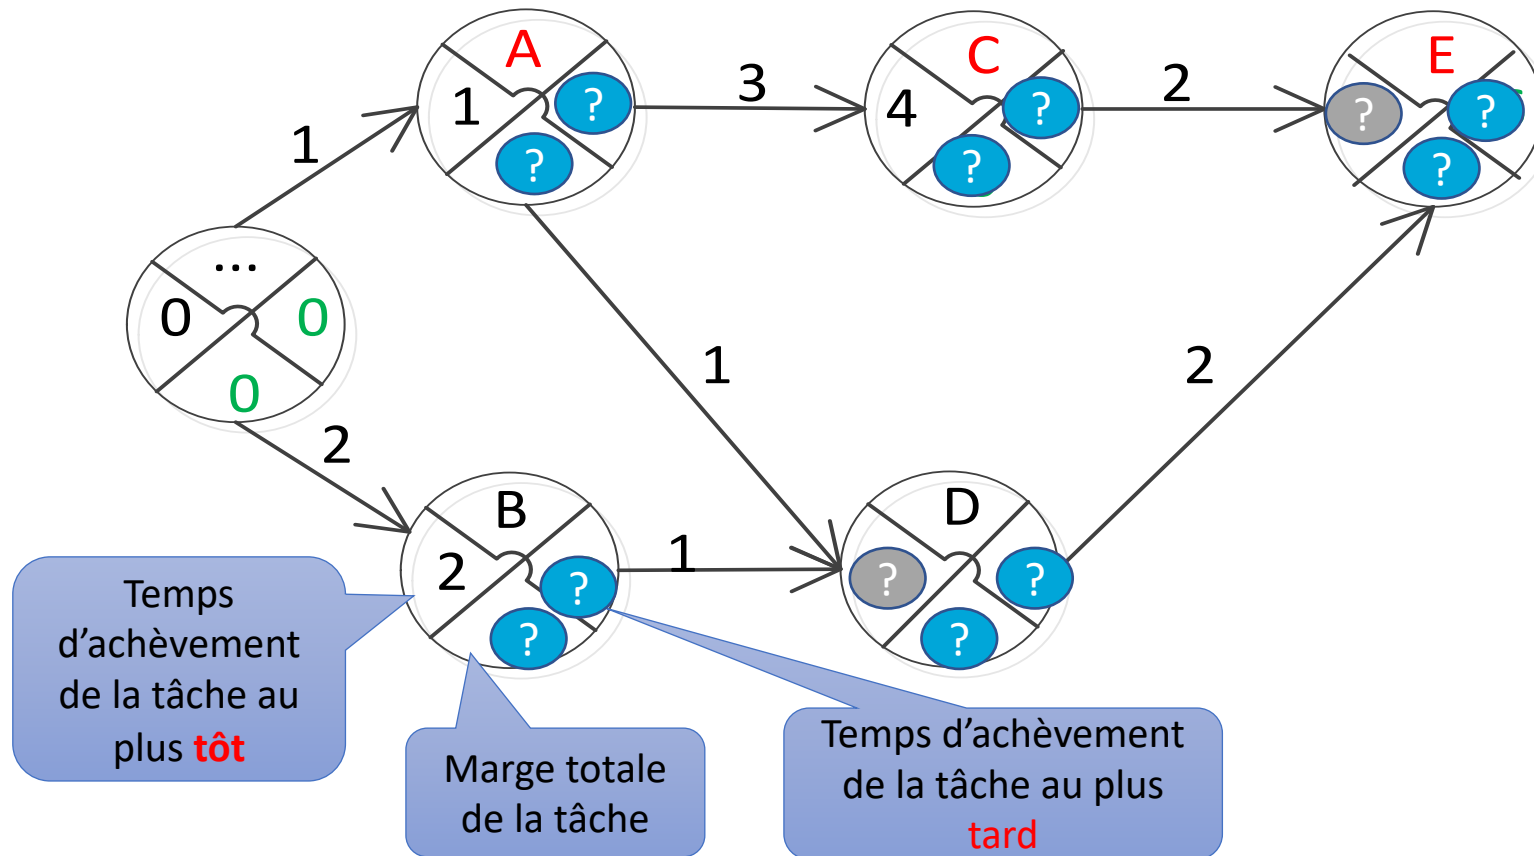 A
1
?
?
3
C
4
?
?
2
E
?
?
?
1
...
0
0
0
1
2
2
B
2
?
?
1
D
?
?
?
Temps
d'achèvement
de la tâche au
plus tôt
Marge totale
de la tâche
Temps d'achèvement
de la tâche au plus
tard